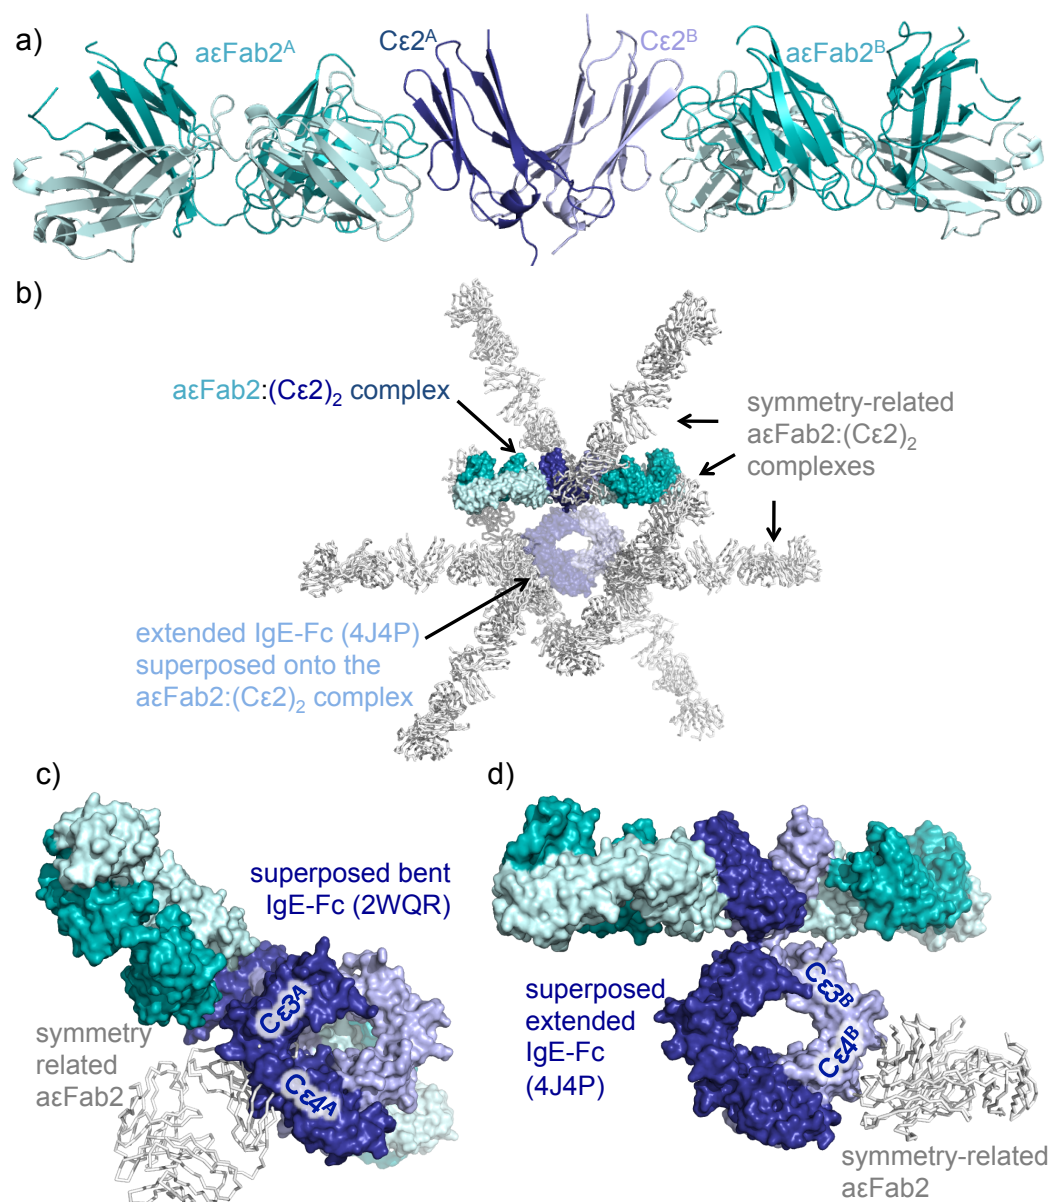 a)
aεFab2ᴬ
Cε2ᴬ
Cε2ᴮ
aεFab2ᴮ
b)
aεFab2:(Cε2)₂ complex
symmetry-related
aεFab2:(Cε2)₂
complexes
extended IgE-Fc (4J4P)
superposed onto the
aεFab2:(Cε2)₂ complex
c)
superposed bent
IgE-Fc (2WQR)
Cε3ᴬ
Cε4ᴬ
symmetry
related
aεFab2
d)
superposed
extended
IgE-Fc
(4J4P)
Cε3ᴮ
Cε4ᴮ
symmetry-related
aεFab2